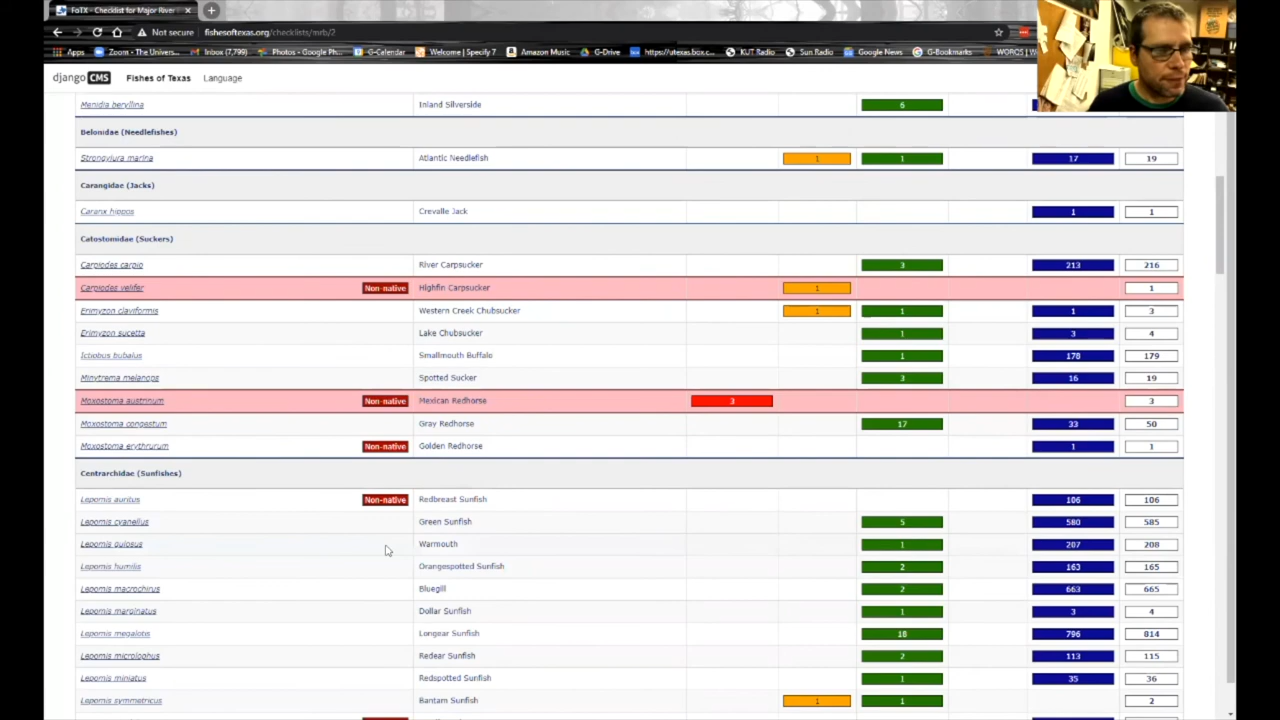 FoTX - Checklist for Major River
Not secure fishesoftexas.org/checklists/mrb/2
Apps Zoom - The Univers... Inbox (7,799) Photos - Google Ph... G-Calendar Welcome | Specify 7 Amazon Music G-Drive https://utexas.box.c... KUT Radio Sun Radio Google News G-Bookmarks
django CMS Fishes of Texas Language
Menidia beryllina Inland Silverside 6
Belonidae (Needlefishes)
Strongylura marina Atlantic Needlefish 1 1 17 19
Carangidae (Jacks)
Caranx hippos Crevalle Jack 1 1
Catostomidae (Suckers)
Carpiodes carpio River Carpsucker 3 213 216
Carpiodes velifer Non-native Highfin Carpsucker 1 1
Erimyzon claviformis Western Creek Chubsucker 1 1 1 3
Erimyzon sucetta Lake Chubsucker 1 3 4
Ictiobus bubalus Smallmouth Buffalo 1 178 179
Minytrema melanops Spotted Sucker 3 16 19
Moxostoma austrinum Non-native Mexican Redhorse 3 3
Moxostoma congestum Gray Redhorse 17 33 50
Moxostoma erythrurum Non-native Golden Redhorse 1 1
Centrarchidae (Sunfishes)
Lepomis auritus Non-native Redbreast Sunfish 106 106
Lepomis cyanellus Green Sunfish 5 580 585
Lepomis gulosus Warmouth 1 207 208
Lepomis humilis Orangespotted Sunfish 2 163 165
Lepomis macrochirus Bluegill 2 663 665
Lepomis marginatus Dollar Sunfish 1 3 4
Lepomis megalotis Longear Sunfish 18 796 814
Lepomis microlophus Redear Sunfish 2 113 115
Lepomis miniatus Redspotted Sunfish 1 35 36
Lepomis symmetricus Bantam Sunfish 1 1 2